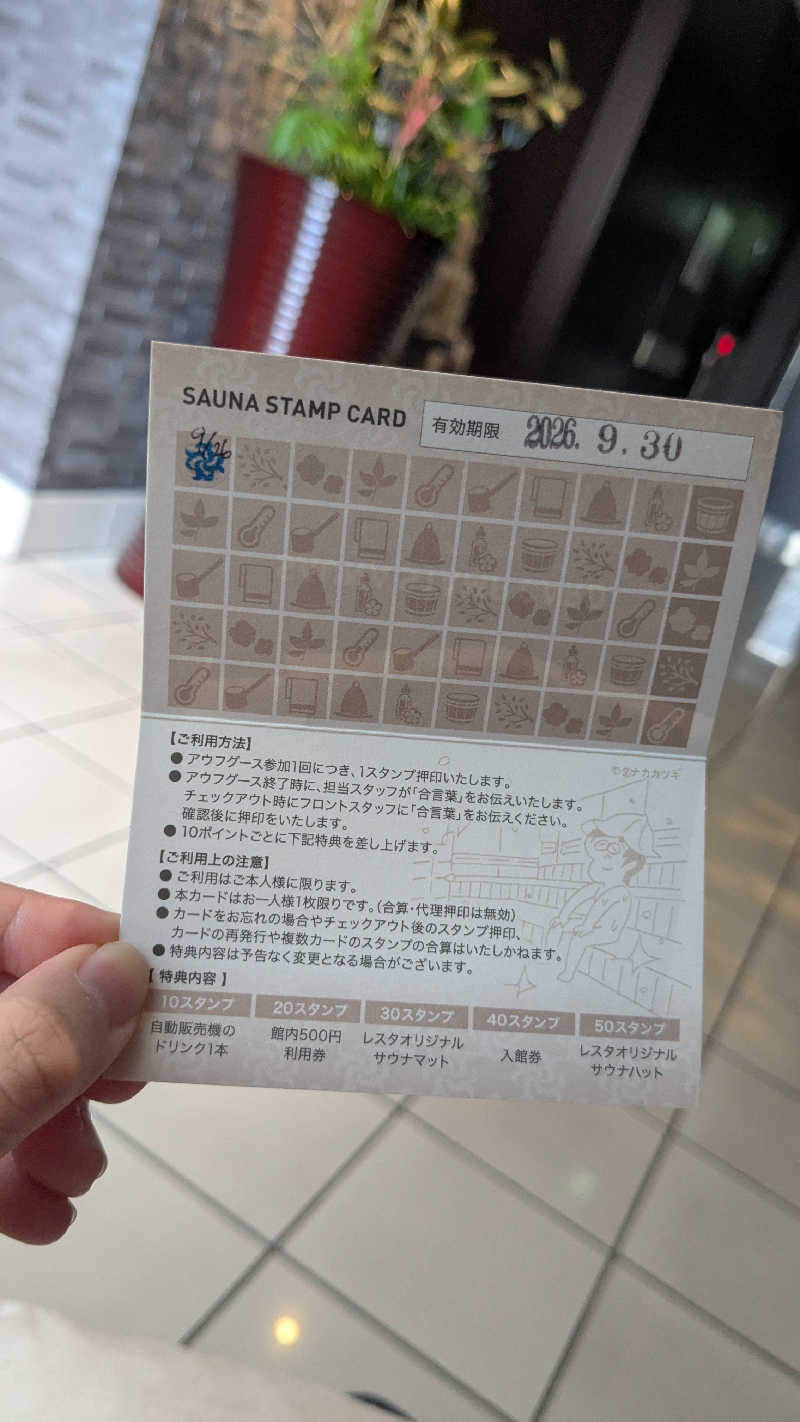 SAUNA STAMP CARD
有効期限 2026. 9. 30
9/26
【ご利用方法】
● アウフグース参加1回につき、1スタンプ押印いたします。
● アウフグース終了時に、担当スタッフが「合言葉」をお伝えいたします。
チェックアウト時にフロントスタッフに「合言葉」をお伝えください。
確認後に押印をいたします。
● 10ポイントごとに下記特典を差し上げます。
【ご利用上の注意】
● ご利用はご本人様に限ります。
● 本カードはお一人様1枚限りです。(合算・代理押印は無効)
● カードをお忘れの場合やチェックアウト後のスタンプ押印、
カードの再発行や複数カードのスタンプの合算はいたしかねます。
● 特典内容は予告なく変更となる場合がございます。
©タナカカツキ
【 特典内容 】
10スタンプ 20スタンプ 30スタンプ 40スタンプ 50スタンプ
自動販売機の 館内500円 レスタオリジナル 入館券 レスタオリジナル
ドリンク1本 利用券 サウナマット サウナハット